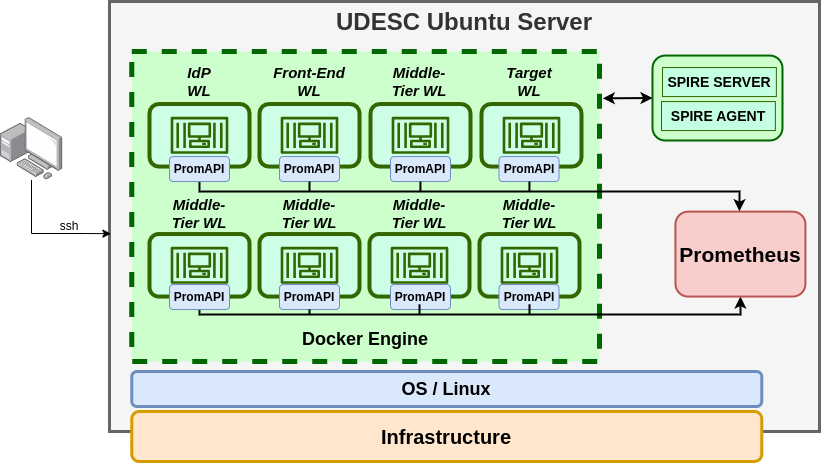 UDESC Ubuntu Server
IdP
WL
Front-End
WL
Middle-
Tier WL
Target
WL
PromAPI
PromAPI
PromAPI
PromAPI
SPIRE SERVER
SPIRE AGENT
ssh
Middle-
Tier WL
Middle-
Tier WL
Middle-
Tier WL
Middle-
Tier WL
PromAPI
PromAPI
PromAPI
PromAPI
Prometheus
Docker Engine
OS / Linux
Infrastructure